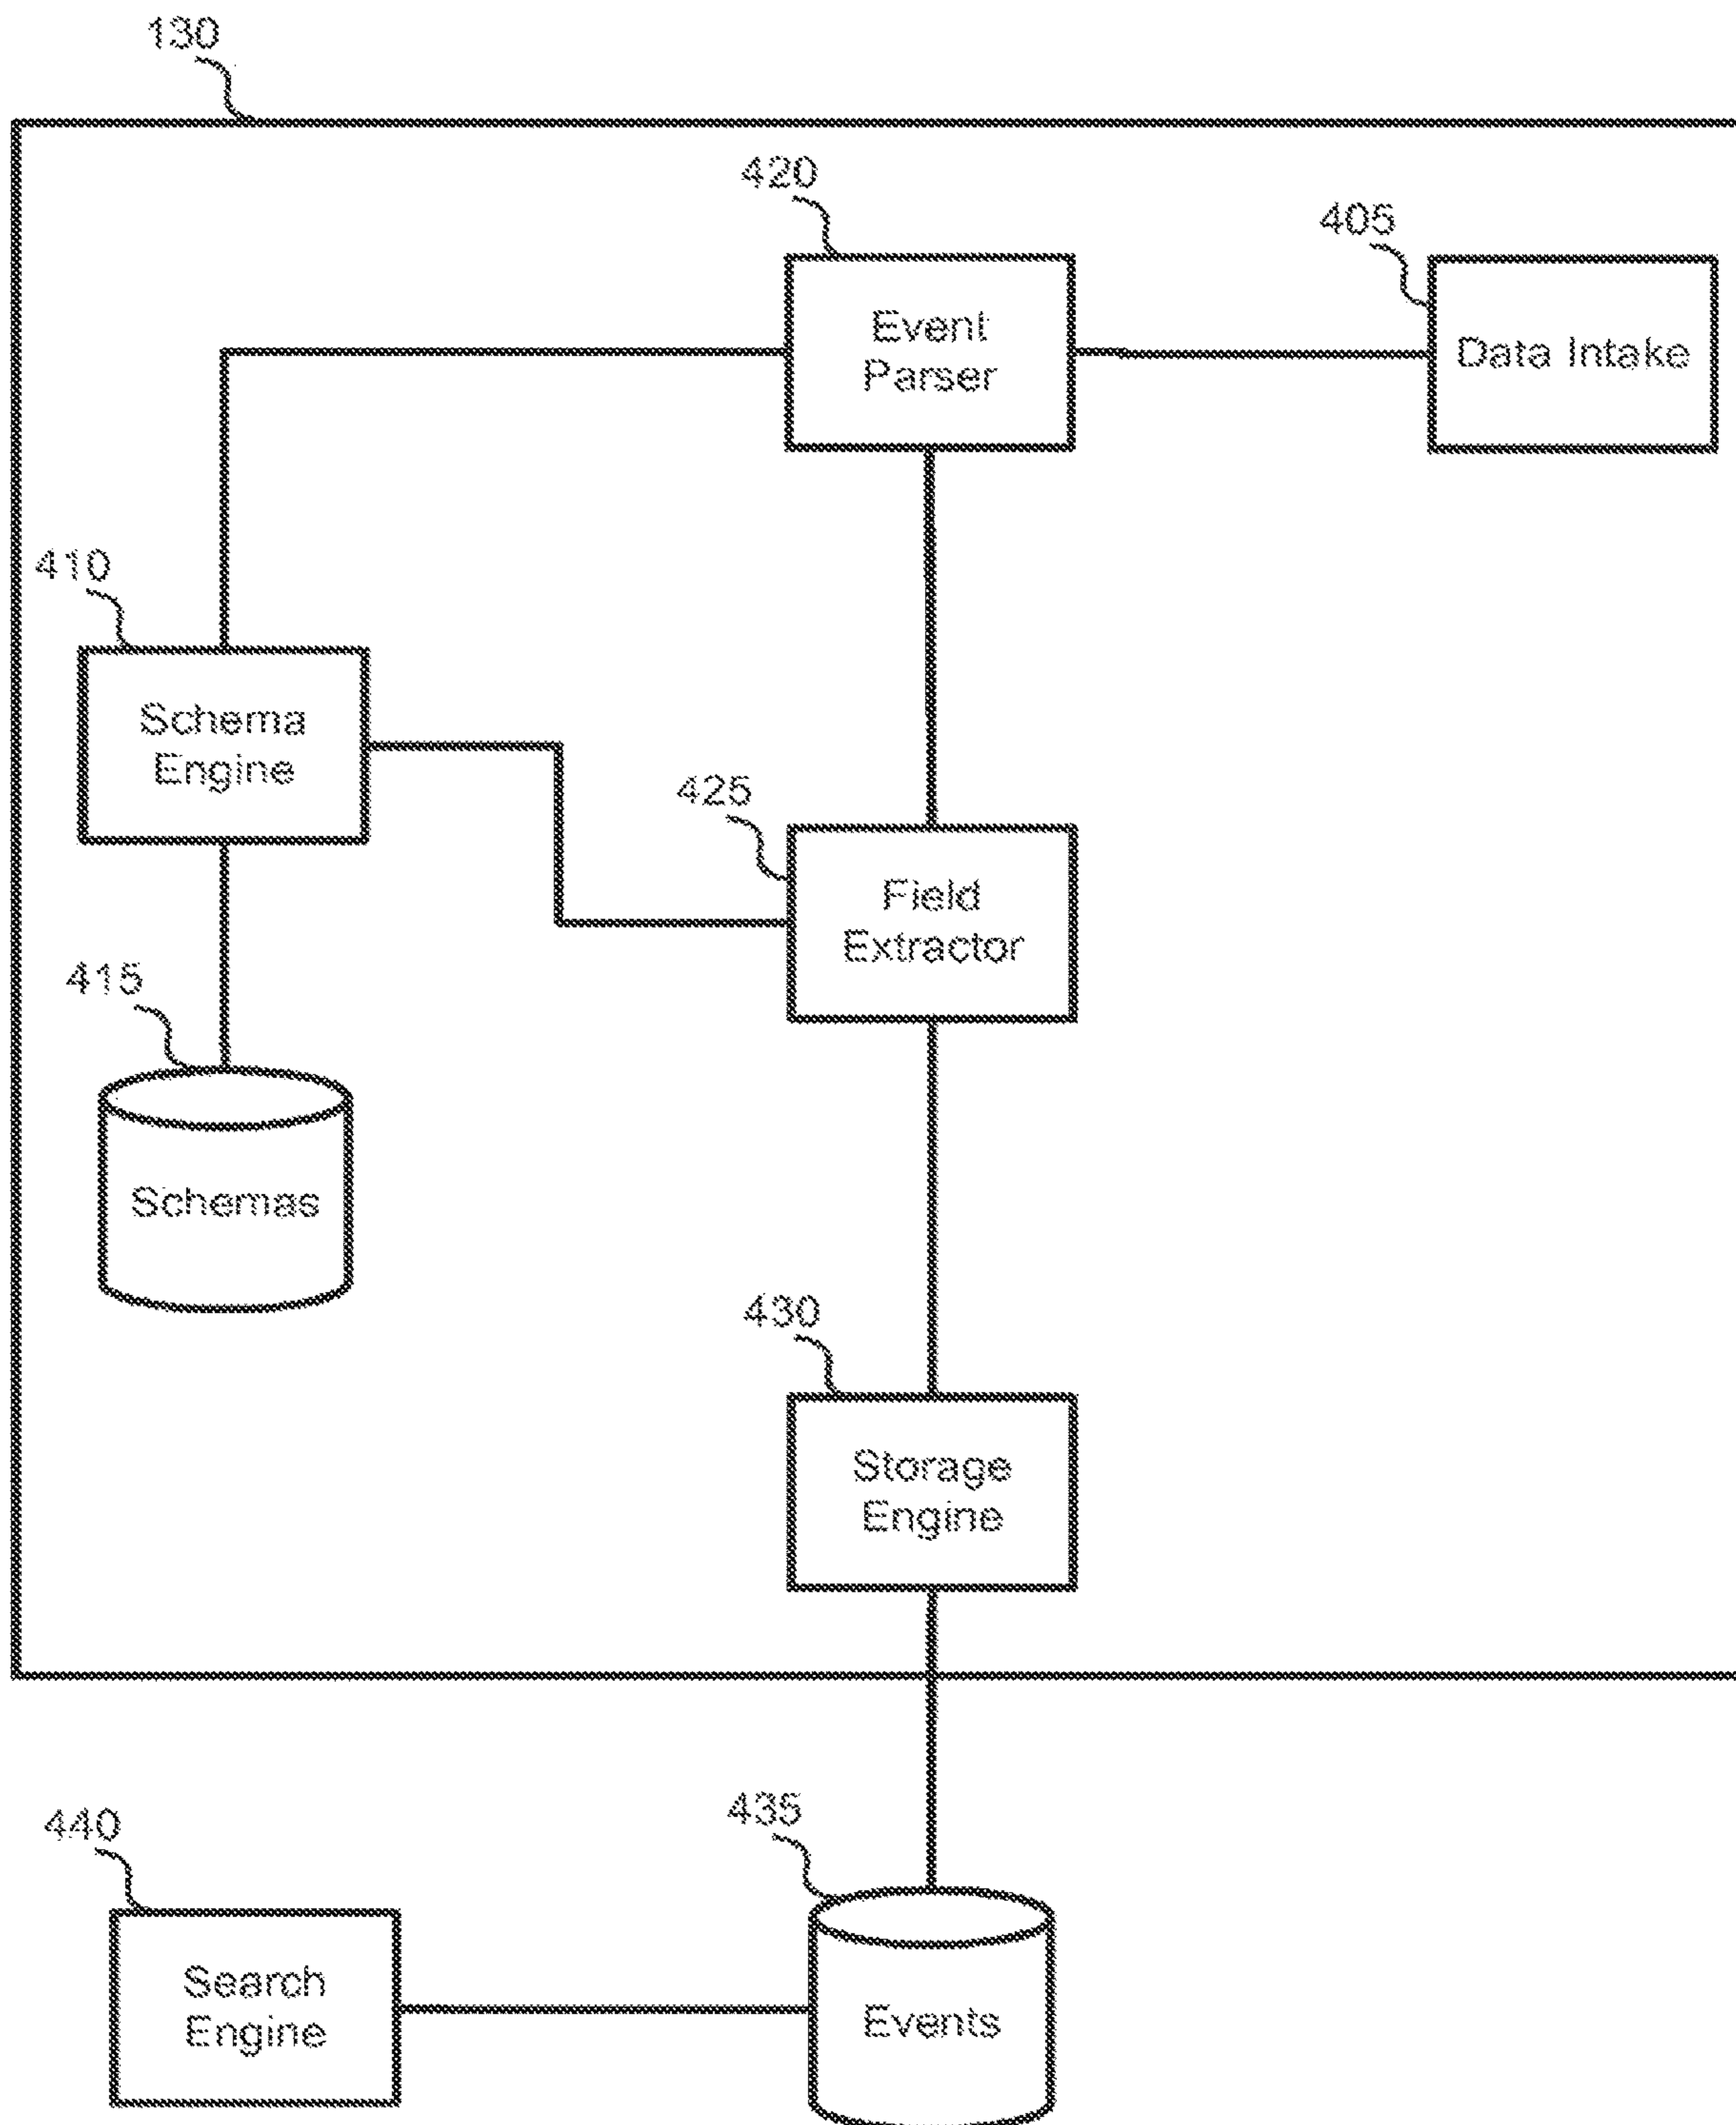 130
420
405
Event
Parser
Data Intake
410
Schema
Engine
425
Field
Extractor
415
Schemas
430
Storage
Engine
435
440
Search
Engine
Events